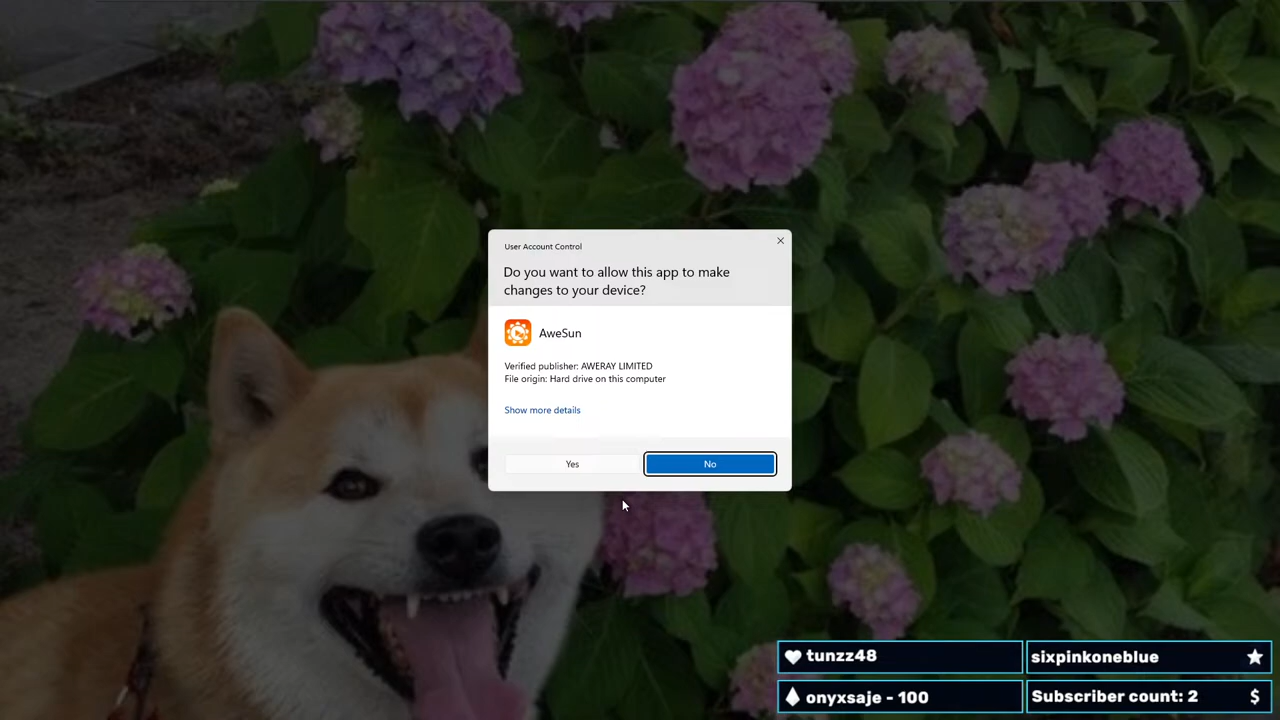 User Account Control
Do you want to allow this app to make
changes to your device?
AweSun
Verified publisher: AWERAY LIMITED
File origin: Hard drive on this computer
Show more details
Yes
No
tunzz48
sixpinkoneblue
onyxsaje - 100
Subscriber count: 2 $